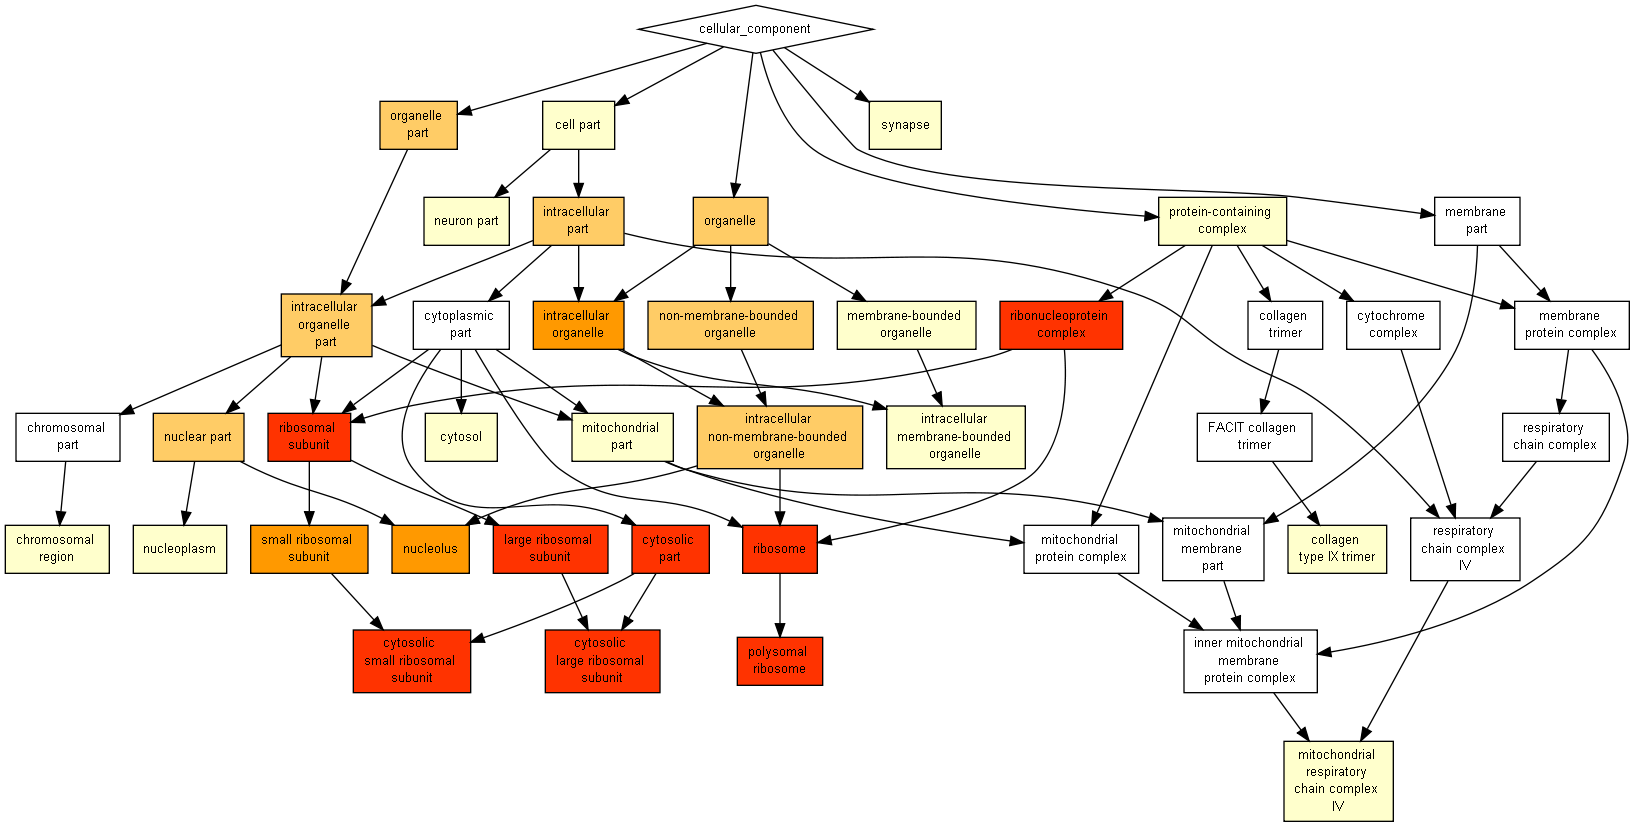 cellular_component
organelle
part
cell part
synapse
neuron part
intracellular
part
organelle
protein-containing
complex
membrane
part
intracellular
organelle
part
cytoplasmic
part
intracellular
organelle
non-membrane-bounded
organelle
membrane-bounded
organelle
ribonucleoprotein
complex
collagen
trimer
cytochrome
complex
membrane
protein complex
chromosomal
part
nuclear part
ribosomal
subunit
cytosol
mitochondrial
part
intracellular
non-membrane-bounded
organelle
intracellular
membrane-bounded
organelle
FACIT collagen
trimer
respiratory
chain complex
chromosomal
region
nucleoplasm
small ribosomal
subunit
nucleolus
large ribosomal
subunit
cytosolic
part
ribosome
mitochondrial
protein complex
mitochondrial
membrane
part
collagen
type IX trimer
respiratory
chain complex
IV
cytosolic
small ribosomal
subunit
cytosolic
large ribosomal
subunit
polysomal
ribosome
inner mitochondrial
membrane
protein complex
mitochondrial
respiratory
chain complex
IV